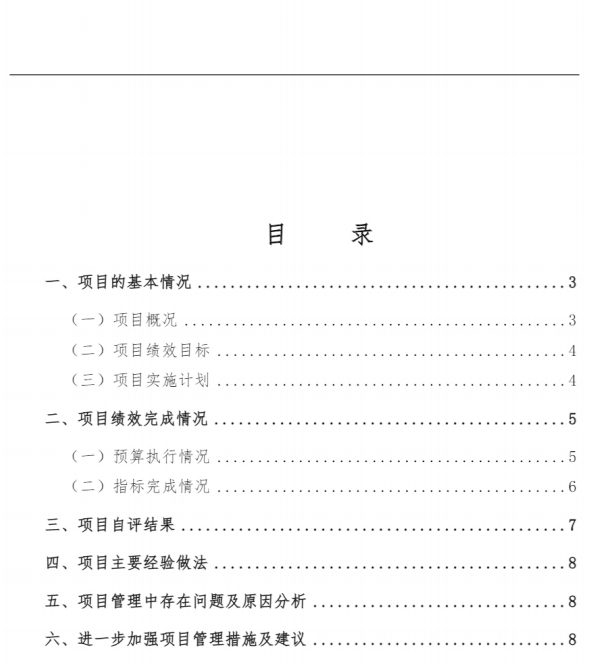 目 录
一、项目的基本情况............................................3
（一）项目概况..............................................3
（二）项目绩效目标..........................................4
（三）项目实施计划..........................................4
二、项目绩效完成情况..........................................5
（一）预算执行情况..........................................5
（二）指标完成情况..........................................6
三、项目自评结果..............................................7
四、项目主要经验做法..........................................8
五、项目管理中存在问题及原因分析..............................8
六、进一步加强项目管理措施及建议..............................8